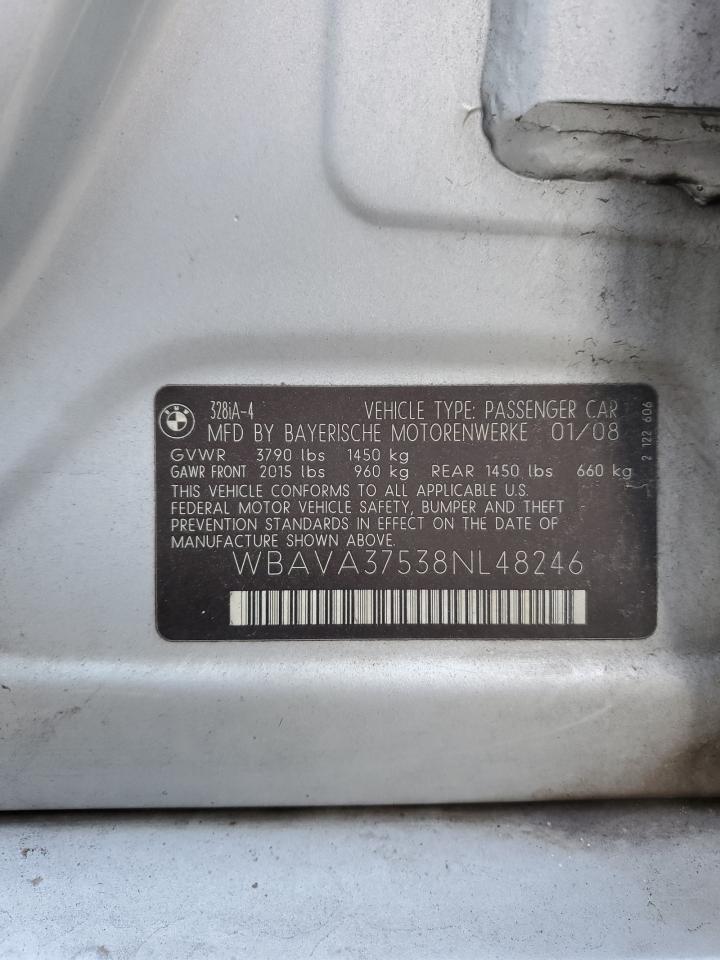 BMW
328iA-4 VEHICLE TYPE: PASSENGER CAR
MFD BY BAYERISCHE MOTORENWERKE 01/08
GVWR 3790 lbs 1450 kg
GAWR FRONT 2015 lbs 960 kg REAR 1450 lbs 660 kg
THIS VEHICLE CONFORMS TO ALL APPLICABLE U.S.
FEDERAL MOTOR VEHICLE SAFETY, BUMPER AND THEFT
PREVENTION STANDARDS IN EFFECT ON THE DATE OF
MANUFACTURE SHOWN ABOVE.
WBAVA37538NL48246
2 122 606